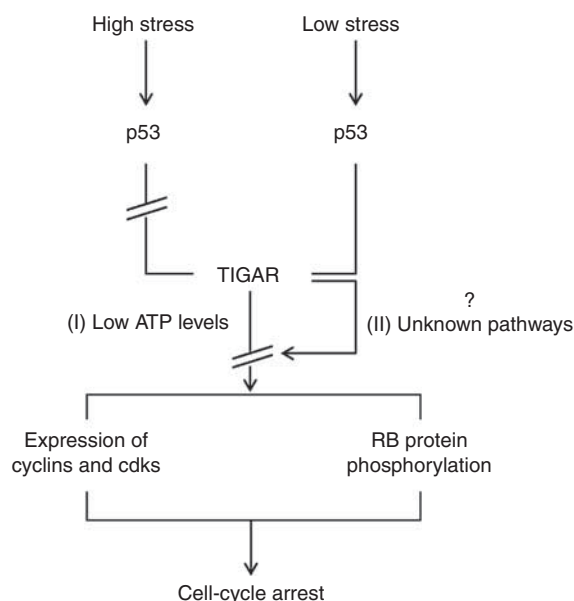 High stress
Low stress
p53
p53
TIGAR
(I) Low ATP levels
?
(II) Unknown pathways
Expression of
cyclins and cdks
RB protein
phosphorylation
Cell-cycle arrest